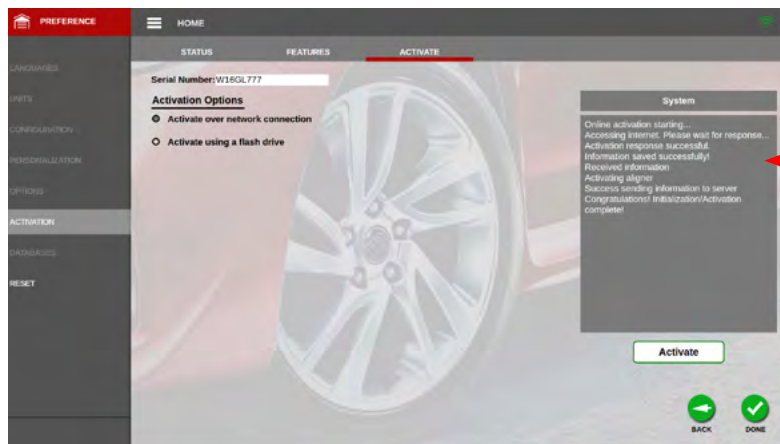 PREFERENCE
HOME
STATUS FEATURES ACTIVATE
LANGUAGES
UNITS
CONFIGURATION
PERSONALIZATION
OPTIONS
ACTIVATION
DATABASES
RESET
Serial Number: W16GL777
Activation Options
Activate over network connection
Activate using a flash drive
System
Online activation starting...
Accessing internet. Please wait for response...
Activation response successful.
Information saved successfully!
Received information
Activating aligner
Success sending information to server
Congratulations! Initialization/Activation
complete!
Activate
BACK DONE